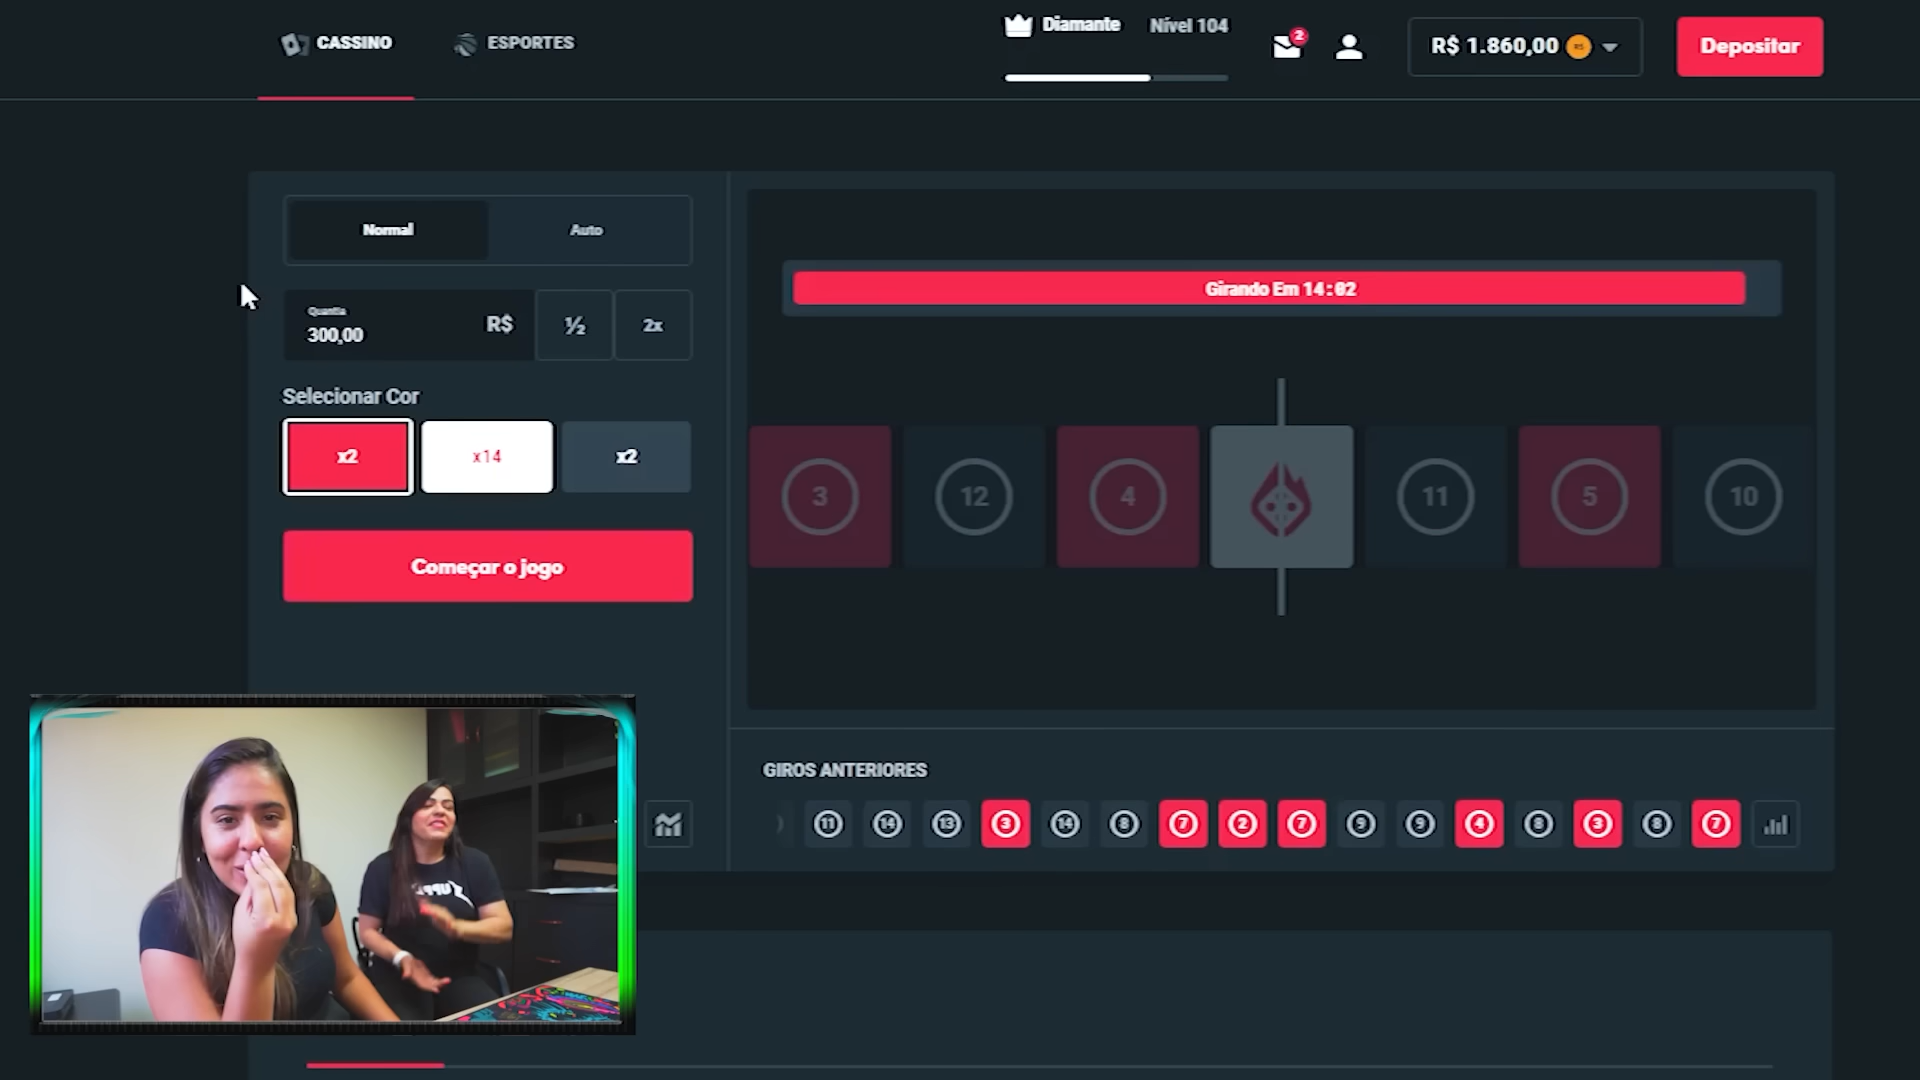 CASSINO
ESPORTES
Diamante Nível 104
2
R$ 1.860,00
Depositar
Normal
Auto
Quantia
300,00
R$
½
2x
Selecionar Cor
x2
x14
x2
Começar o jogo
Girando Em 14:02
3 12 4 11 5 10
GIROS ANTERIORES
11 14 13 3 14 8 7 2 7 9 9 4 8 3 8 7